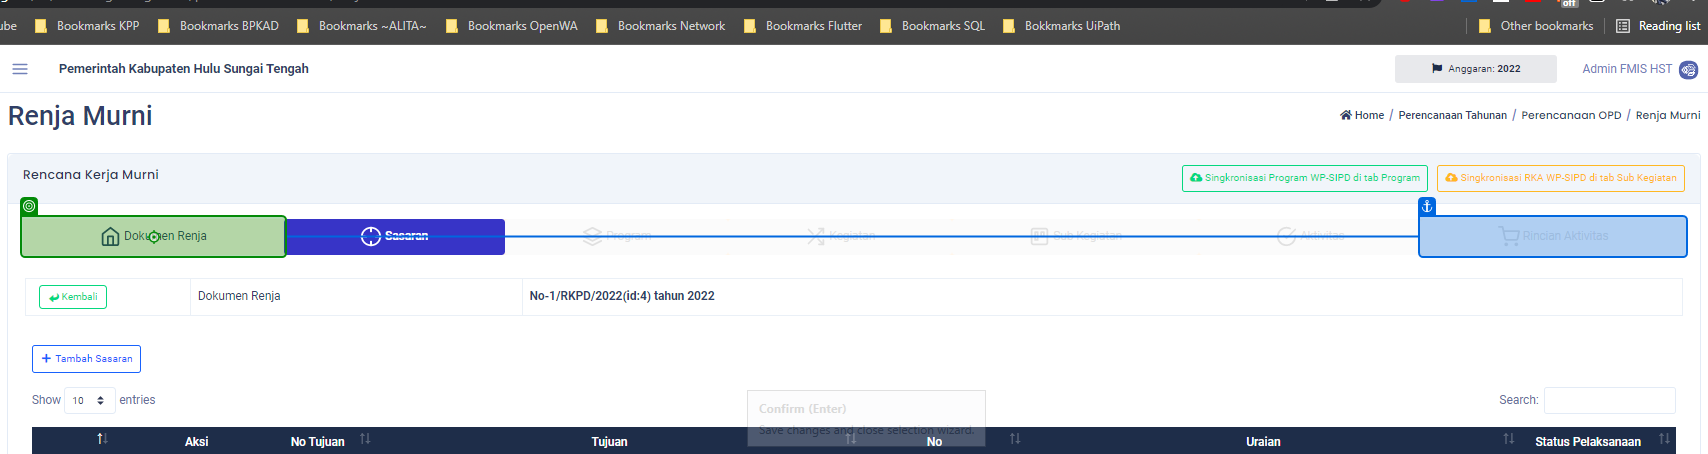 ube Bookmarks KPP Bookmarks BPKAD Bookmarks ~ALITA~ Bookmarks OpenWA Bookmarks Network Bookmarks Flutter Bookmarks SQL Bokkmarks UiPath Other bookmarks Reading list
off
Pemerintah Kabupaten Hulu Sungai Tengah Anggaran: 2022 Admin FMIS HST
Renja Murni Home / Perencanaan Tahunan / Perencanaan OPD / Renja Murni
Rencana Kerja Murni Singkronisasi Program WP-SIPD di tab Program Singkronisasi RKA WP-SIPD di tab Sub Kegiatan
Dokumen Renja Sasaran Program Kegiatan Sub Kegiatan Aktivitas Rincian Aktivitas
Kembali Dokumen Renja No-1/RKPD/2022(id:4) tahun 2022
+ Tambah Sasaran
Show 10 entries Search:
Confirm (Enter)
Save changes and close selection wizard.
Aksi No Tujuan Tujuan No Uraian Status Pelaksanaan